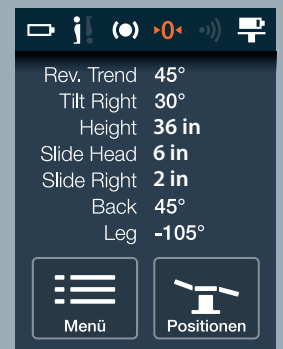 ▸0◂
Rev. Trend 45°
Tilt Right 30°
Height 36 in
Slide Head 6 in
Slide Right 2 in
Back 45°
Leg -105°
Menü Positionen